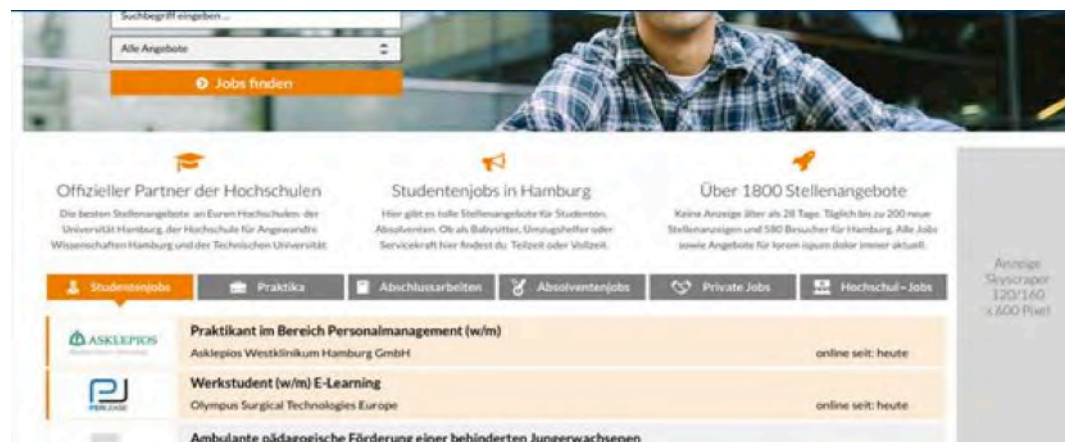 Suchbegriff eingeben ...
Alle Angebote
Jobs finden
Offizieller Partner der Hochschulen
Studentenjobs in Hamburg
Über 1800 Stellenangebote
Die besten Stellenangebote an Euren Hochschulen: der
Universität Hamburg, der Hochschule für Angewandte
Wissenschaften Hamburg und der Technischen Universität.
Hier gibt es tolle Stellenangebote für Studenten,
Absolventen. Ob als Babysitter, Umzugshelfer oder
Servicekraft hier findest du Teilzeit oder Vollzeit.
Keine Anzeige älter als 28 Tage. Täglich bis zu 200 neue
Stellenanzeigen und 580 Besucher für Hamburg. Alle Jobs
sowie Angebote für lorem ispum dolor immer aktuell.
Studentenjobs
Praktika
Abschlussarbeiten
Absolventenjobs
Private Jobs
Hochschul-Jobs
Anzeige
Skyscraper
120/160
x 600 Pixel
ASKLEPIOS
Praktikant im Bereich Personalmanagement (w/m)
Asklepios Westklinikum Hamburg GmbH
online seit: heute
Werkstudent (w/m) E-Learning
Olympus Surgical Technologies Europe
online seit: heute
Ambulante pädagogische Förderung einer behinderten Jungerwachsenen